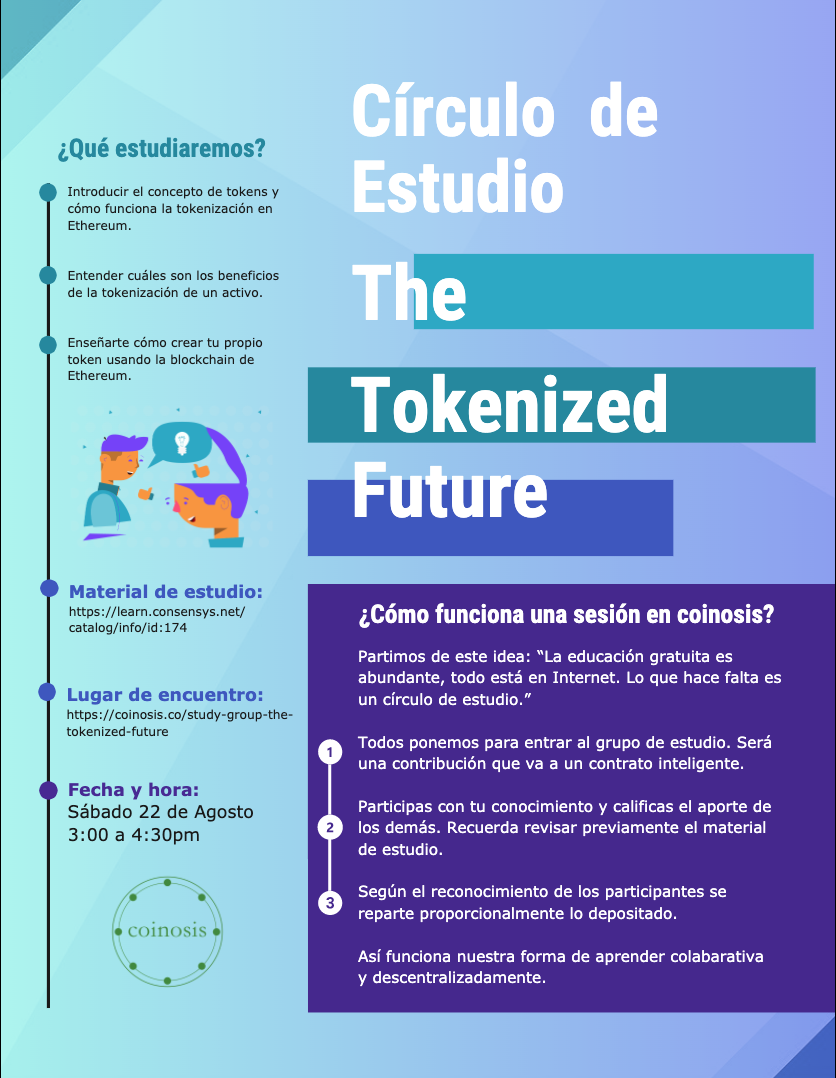 Círculo de
Estudio
The
Tokenized
Future
¿Qué estudiaremos?
Introducir el concepto de tokens y
cómo funciona la tokenización en
Ethereum.
Entender cuáles son los beneficios
de la tokenización de un activo.
Enseñarte cómo crear tu propio
token usando la blockchain de
Ethereum.
Material de estudio:
https://learn.consensys.net/
catalog/info/id:174
Lugar de encuentro:
https://coinosis.co/study-group-the-
tokenized-future
Fecha y hora:
Sábado 22 de Agosto
3:00 a 4:30pm
coinosis
¿Cómo funciona una sesión en coinosis?
Partimos de este idea: “La educación gratuita es
abundante, todo está en Internet. Lo que hace falta es
un círculo de estudio.”
1 Todos ponemos para entrar al grupo de estudio. Será
una contribución que va a un contrato inteligente.
Participas con tu conocimiento y calificas el aporte de
2 los demás. Recuerda revisar previamente el material
de estudio.
3 Según el reconocimiento de los participantes se
reparte proporcionalmente lo depositado.
Así funciona nuestra forma de aprender colabarativa
y descentralizadamente.